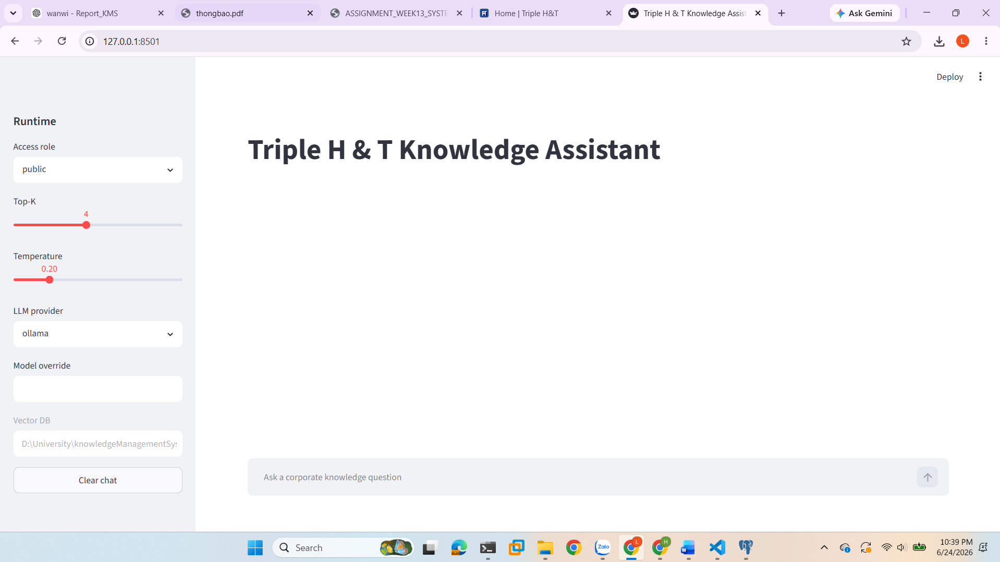 wanwi - Report_KMS
thongbao.pdf
ASSIGNMENT_WEEK13_SYSTE
Home | Triple H&T
Triple H & T Knowledge Assist
Ask Gemini
127.0.0.1:8501
L
Deploy
Runtime
Access role
public
Top-K
4
Temperature
0.20
LLM provider
ollama
Model override
Vector DB
D:\University\knowledgeManagementSys
Clear chat
Triple H & T Knowledge Assistant
Ask a corporate knowledge question
Search
Zalo
L
H
W
10:39 PM
6/24/2026